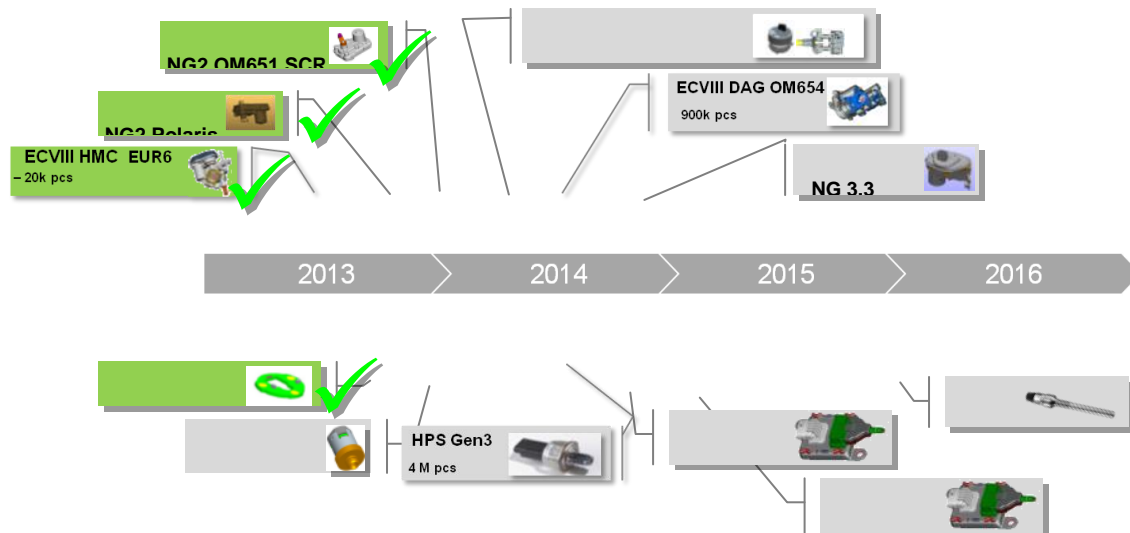 NG2 OM651 SCR
NG2 Polaris
ECVIII HMC EUR6
– 20k pcs
ECVIII DAG OM654
900k pcs
NG 3.3
2013
2014
2015
2016
HPS Gen3
4 M pcs